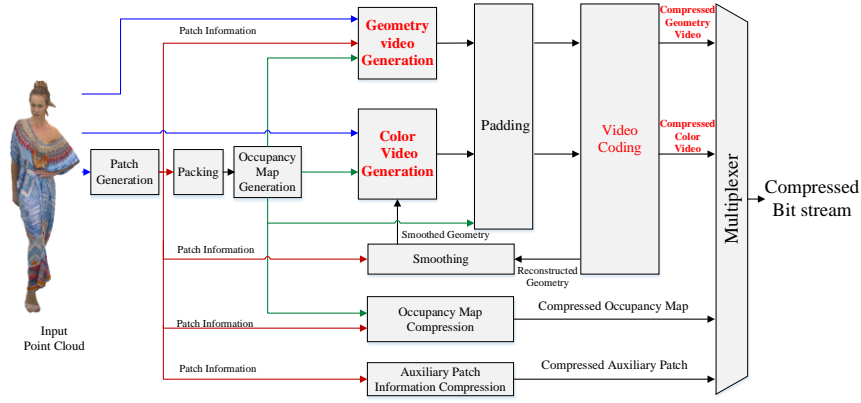 Patch Information
Geometry
video
Generation
Compressed
Geometry
Video
Color
Video
Generation
Padding
Video
Coding
Compressed
Color
Video
Patch
Generation
Packing
Occupancy
Map
Generation
Multiplexer
Compressed
Bit stream
Smoothed Geometry
Patch Information
Smoothing
Reconstructed
Geometry
Occupancy Map
Compression
Compressed Occupancy Map
Patch Information
Input
Point Cloud
Patch Information
Auxiliary Patch
Information Compression
Compressed Auxiliary Patch